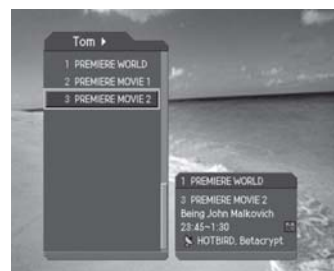 Tom
1 PREMIERE WORLD
2 PREMIERE MOVIE 1
3 PREMIERE MOVIE 2
1 PREMIERE WORLD
3 PREMIERE MOVIE 2
Being John Malkovich
23:45~1:30
HOTBIRD, Betacrypt